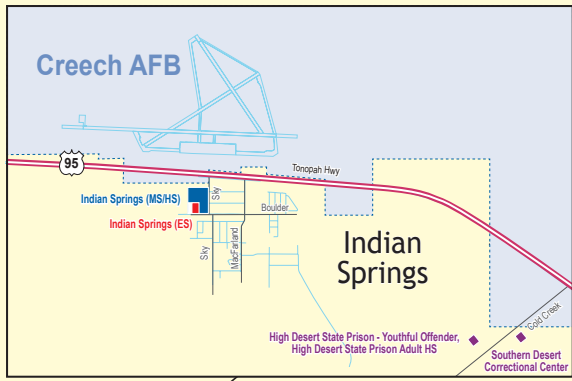 Creech AFB
95
Tonopah Hwy
Indian Springs (MS/HS)
Sky
Boulder
Indian Springs (ES)
Sky
MacFarland
Indian
Springs
Cold Creek
High Desert State Prison - Youthful Offender,
High Desert State Prison Adult HS
Southern Desert
Correctional Center